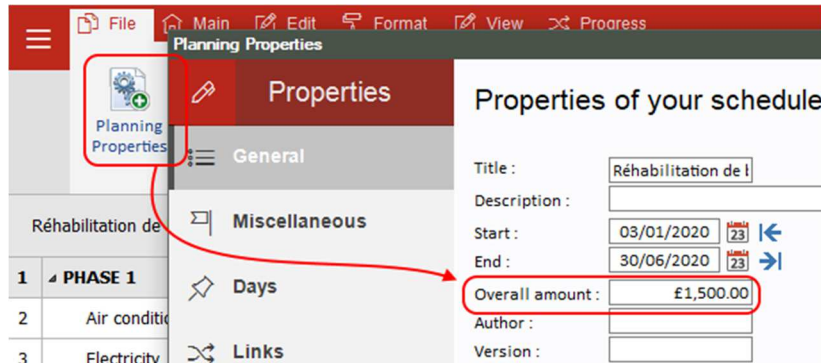 File Main Edit Format View Progress
Planning Properties
Planning
Properties
Properties
Properties of your schedule
General
Title : Réhabilitation de
Description :
Réhabilitation de
Miscellaneous
Start : 03/01/2020 23
End : 30/06/2020 23
1 PHASE 1
Days
Overall amount : £1,500.00
2 Air
Author :
3 Electricity
Links
Version :